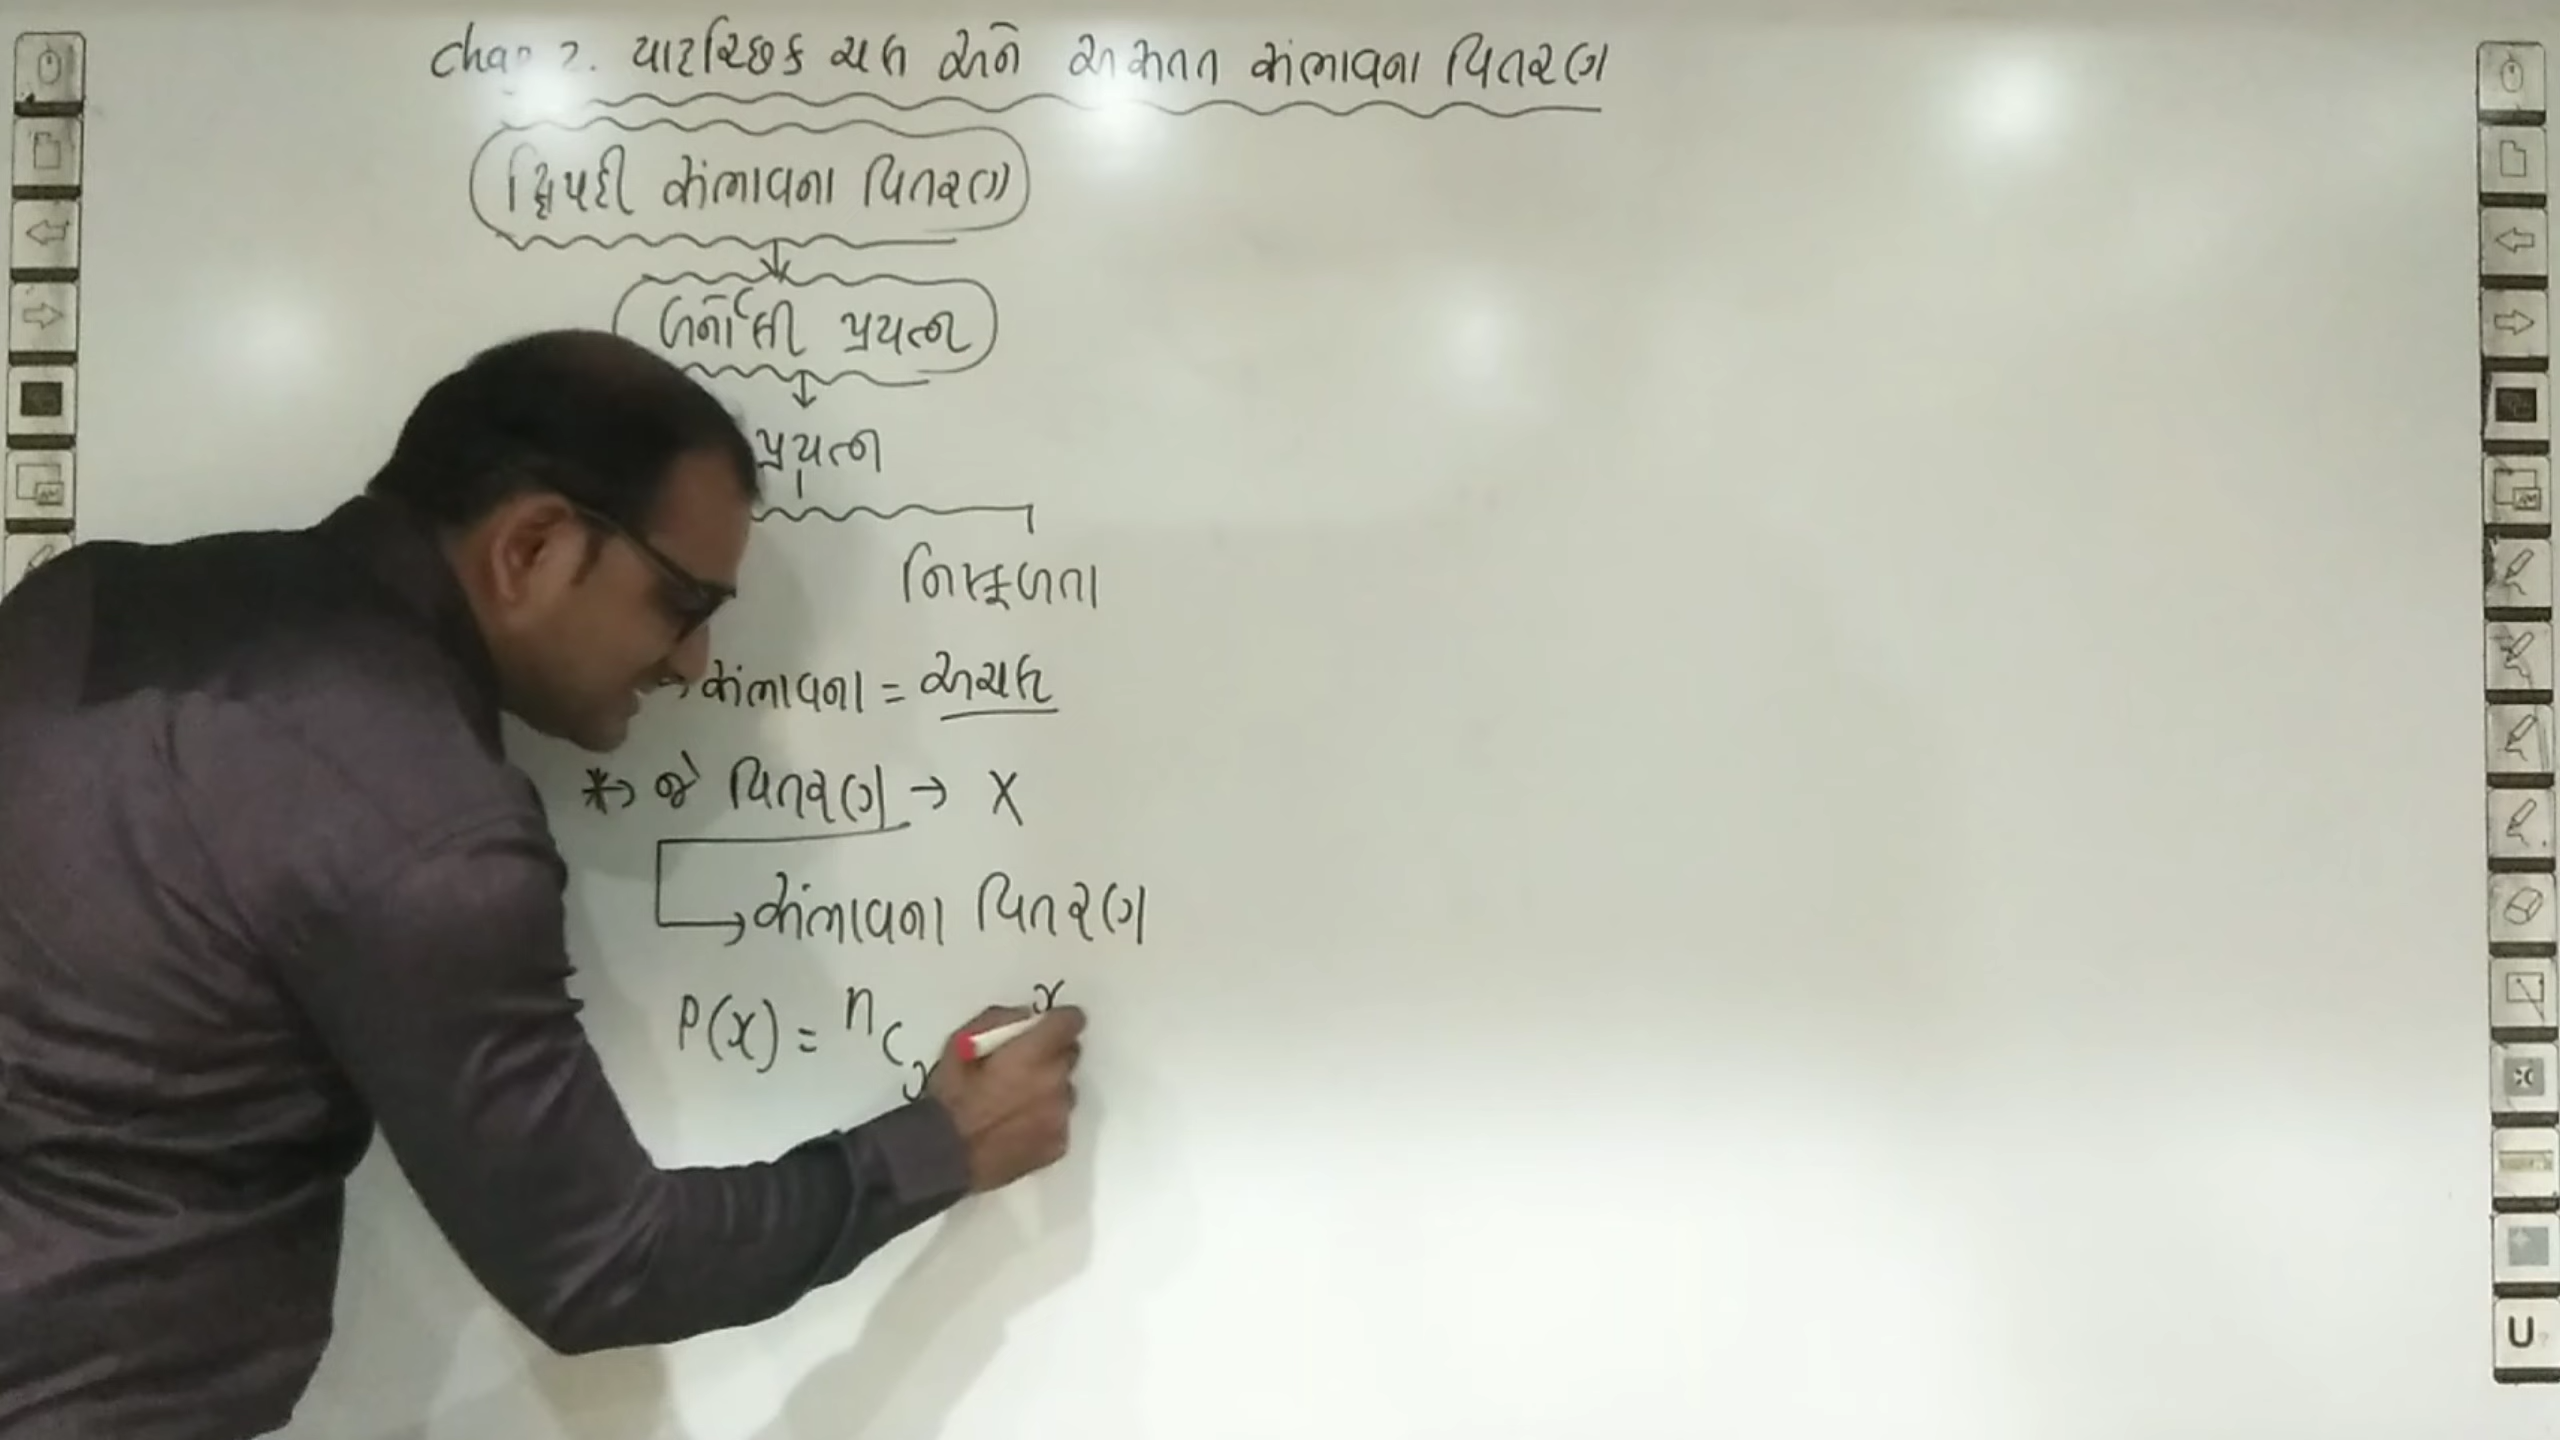 Chap 2. યાદચ્છિક ચલ અને અસતત સંભાવના વિતરણ
દ્વિપદી સંભાવના વિતરણ
બર્નોલી પ્રયત્ન
પ્રયત્ન
નિષ્ફળતા
સંભાવના = અચલ
* → જે વિતરણ → X
સંભાવના વિતરણ
P(x) = nCx x
U